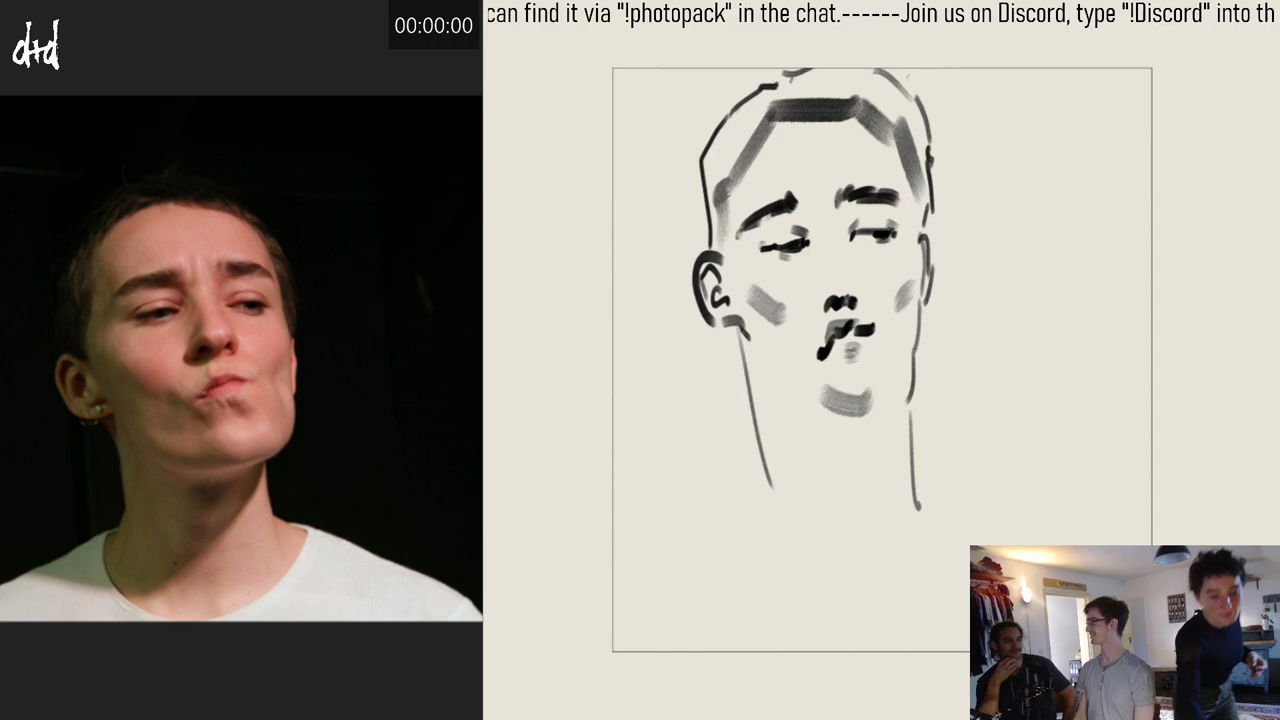 d+d
00:00:00
can find it via "!photopack" in the chat.------Join us on Discord, type "!Discord" into th